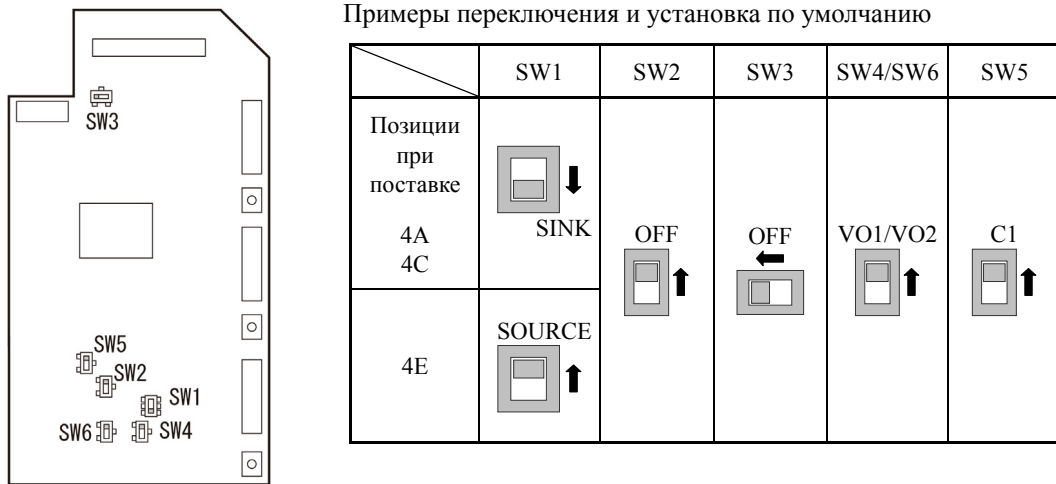 Примеры переключения и установка по умолчанию
SW1 SW2 SW3 SW4/SW6 SW5
Позиции
при
поставке
4A
4C
SINK
OFF
OFF
VO1/VO2
C1
4E
SOURCE
SW3
SW5
SW2
SW1
SW6
SW4